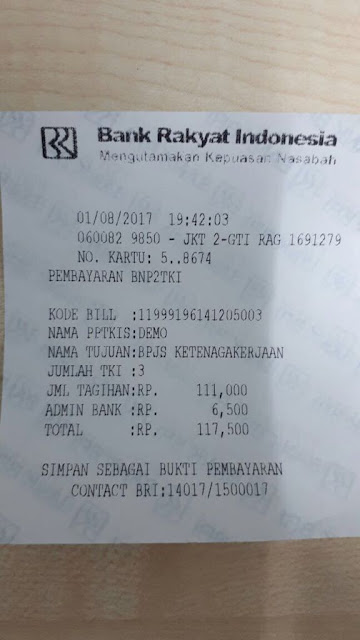 Bank Rakyat Indonesia
Mengutamakan Kepuasan Nasabah
01/08/2017 19:42:03
060082 9850 - JKT 2-GTI RAG 1691279
NO. KARTU: 5..8674
PEMBAYARAN BNP2TKI
KODE BILL :11999196141205003
NAMA PPTKIS:DEMO
NAMA TUJUAN:BPJS KETENAGAKERJAAN
JUMLAH TKI :3
JML TAGIHAN:RP. 111,000
ADMIN BANK :RP. 6,500
TOTAL :RP. 117,500
SIMPAN SEBAGAI BUKTI PEMBAYARAN
CONTACT BRI:14017/1500017